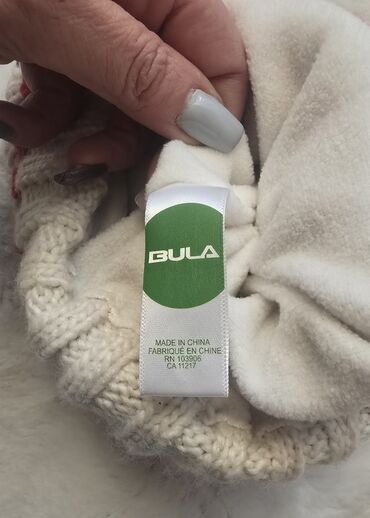 BULA
MADE IN CHINA
FABRIQUÉ EN CHINE
RN 103906
CA 11217